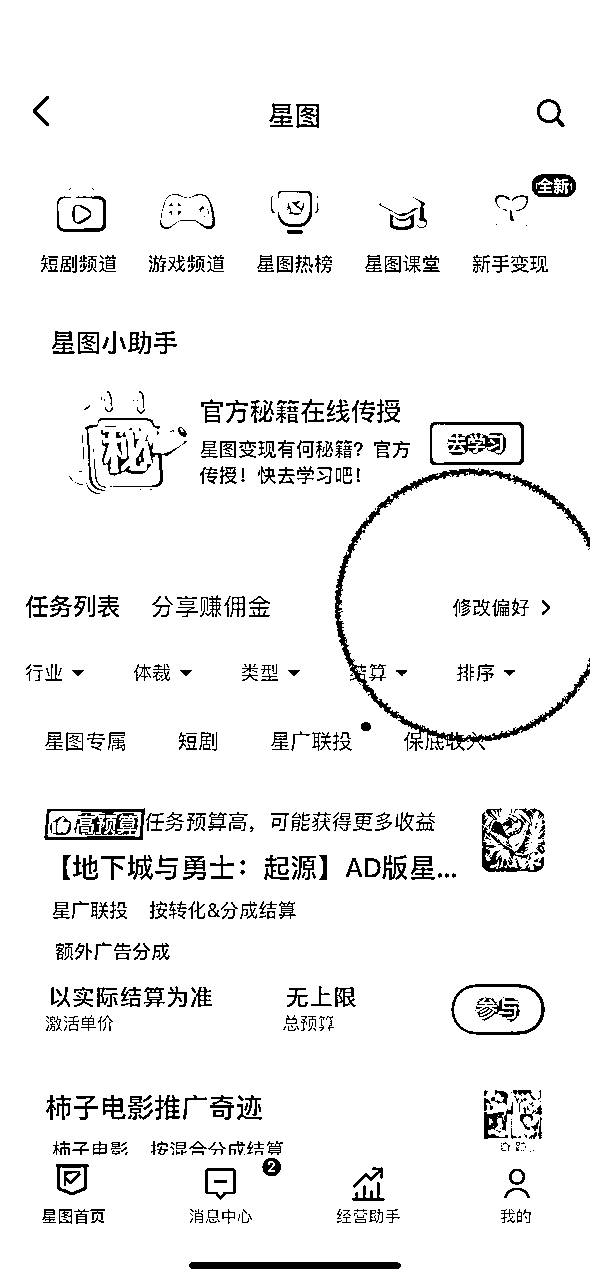 星图
全新
短剧频道 游戏频道 星图热榜 星图课堂 新手变现
星图小助手
秘
官方秘籍在线传授
星图变现有何秘籍？官方
传授！快去学习吧！
去学习
任务列表 分享赚佣金 修改偏好
行业 体裁 类型 结算 排序
星图专属 短剧 星广联投 保底收入
高预算 任务预算高，可能获得更多收益
【地下城与勇士：起源】AD版星...
星广联投 按转化&分成结算
额外广告分成
以实际结算为准 无上限
激活单价 总预算
参与
柿子电影推广奇迹
柿子电影 按混合分成结算
2
星图首页 消息中心 经营助手 我的